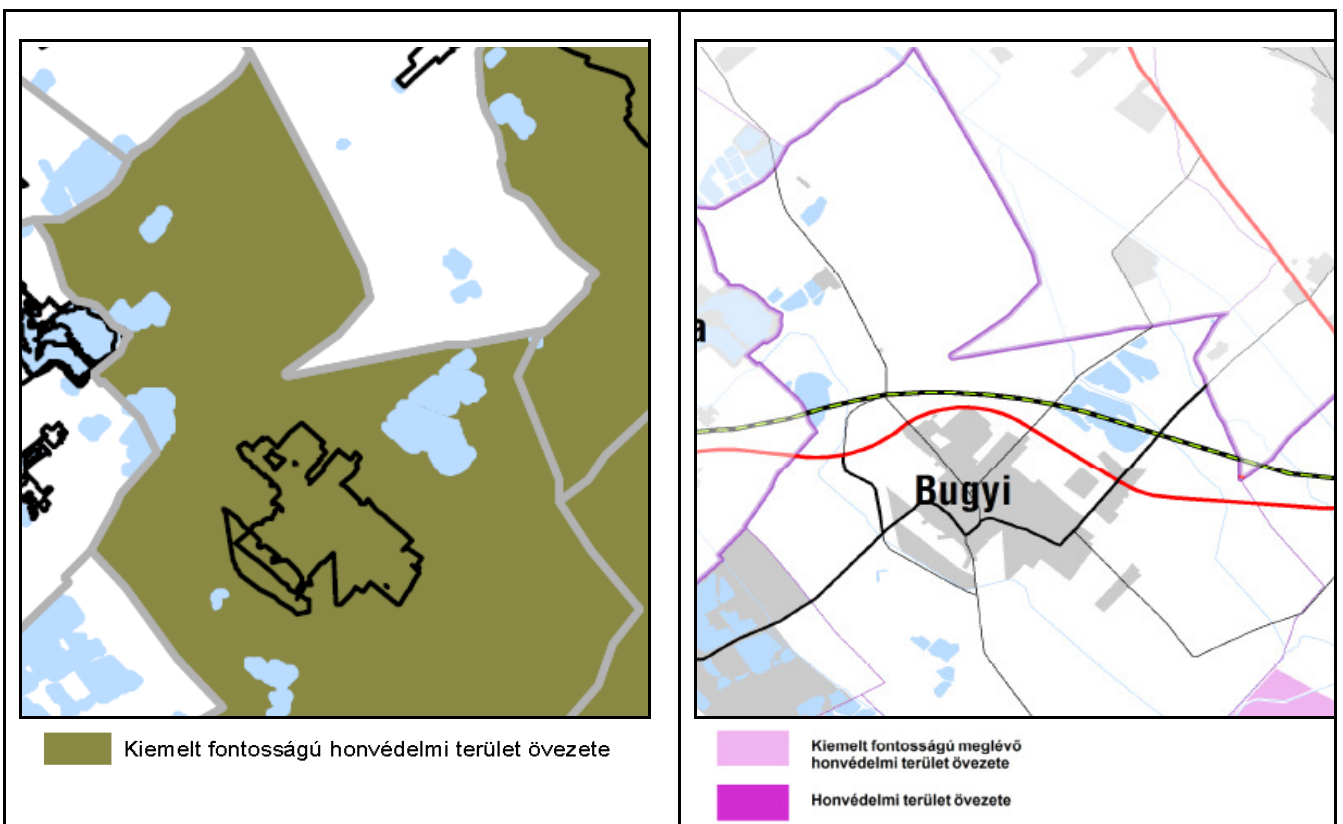 a
Bugyi
Kiemelt fontosságú honvédelmi terület övezete
Kiemelt fontosságú meglévő
honvédelmi terület övezete
Honvédelmi terület övezete